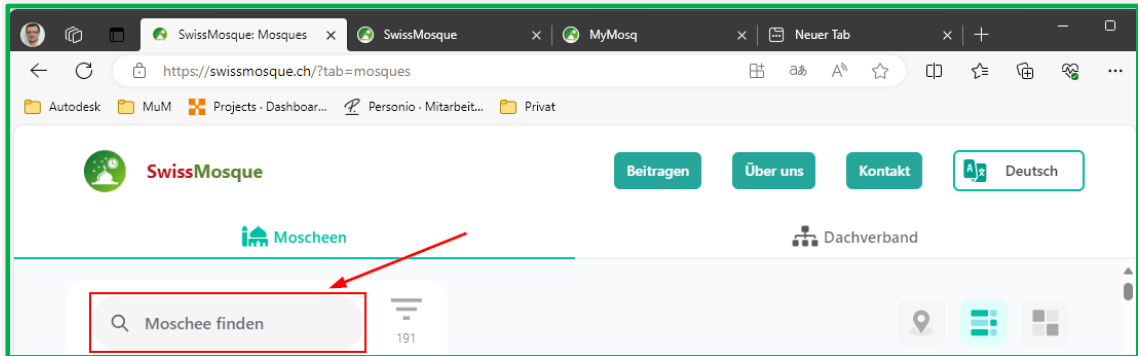 SwissMosque: Mosques
SwissMosque
MyMosq
Neuer Tab
https://swissmosque.ch/?tab=mosques
Autodesk
MuM
Projects - Dashboar...
Personio - Mitarbeit...
Privat
SwissMosque
Beitragen
Über uns
Kontakt
Deutsch
Moscheen
Dachverband
Moschee finden
191